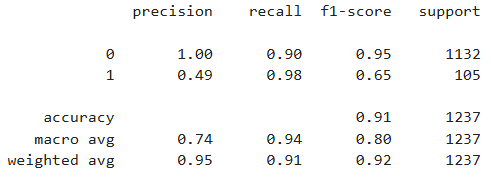 precision recall f1-score support
0 1.00 0.90 0.95 1132
1 0.49 0.98 0.65 105
accuracy 0.91 1237
macro avg 0.74 0.94 0.80 1237
weighted avg 0.95 0.91 0.92 1237